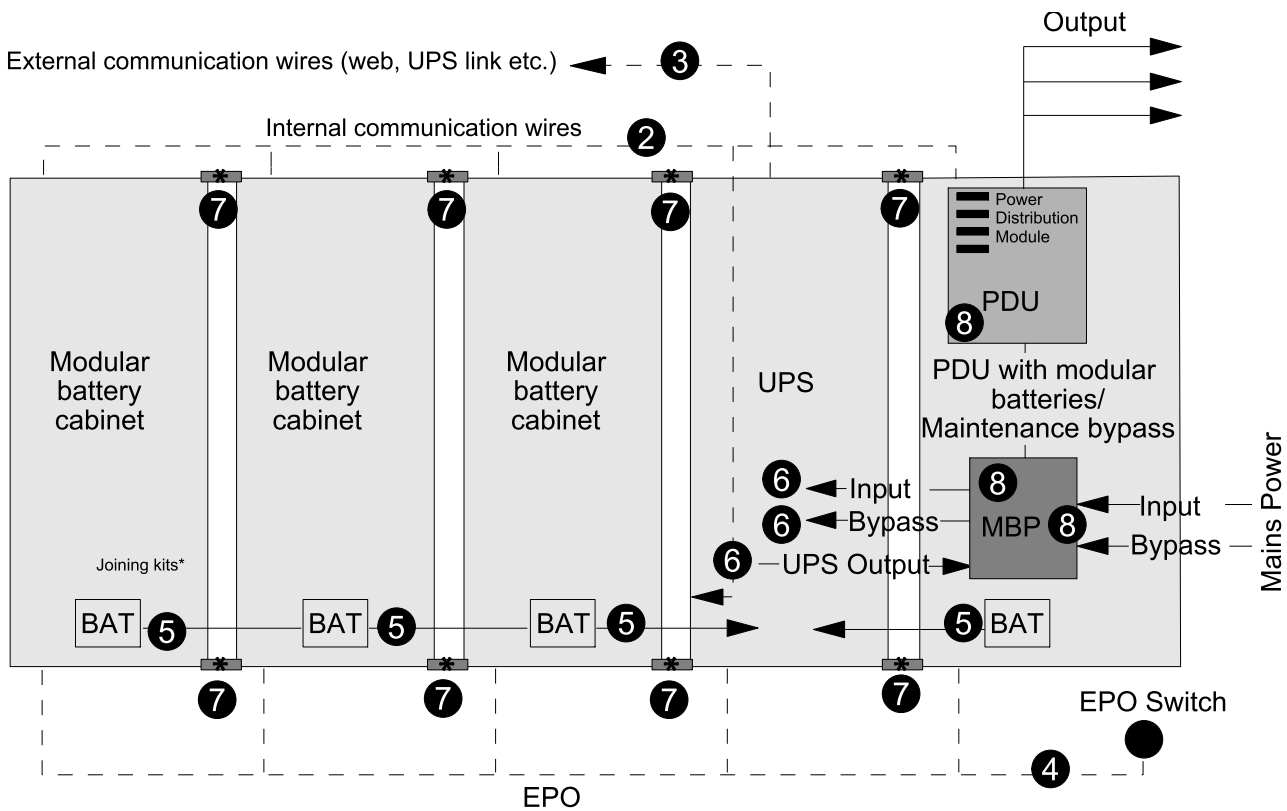 Output
External communication wires (web, UPS link etc.)
3
Internal communication wires
2
* * * *
7 7 7 7
Power
Distribution
Module
PDU
8
Modular
battery
cabinet
Modular
battery
cabinet
Modular
battery
cabinet
UPS
PDU with modular
batteries/
Maintenance bypass
6 Input
8
6 Bypass
MBP 8
Input
Bypass
Mains Power
6 UPS Output
Joining kits*
BAT 5 BAT 5 BAT 5 5 BAT
* * * *
7 7 7 7
EPO Switch
4
EPO